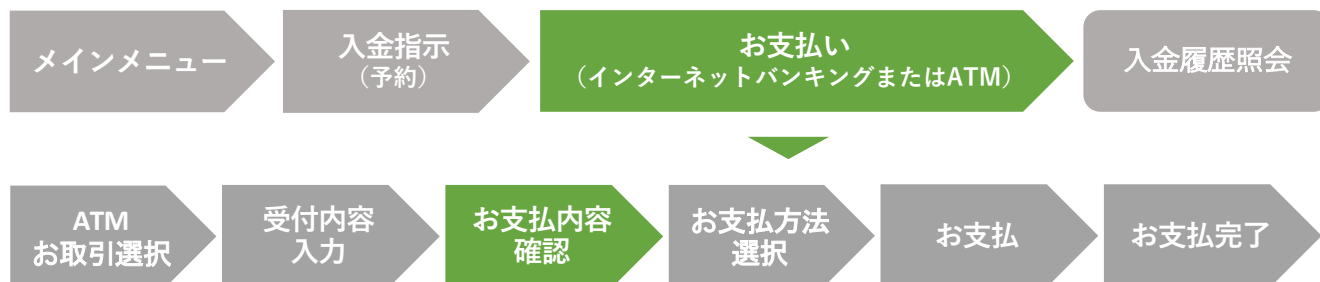 メインメニュー
入金指示
（予約）
お支払い
（インターネットバンキングまたはATM）
入金履歴照会
ATM
お取引選択
受付内容
入力
お支払内容
確認
お支払方法
選択
お支払
お支払完了